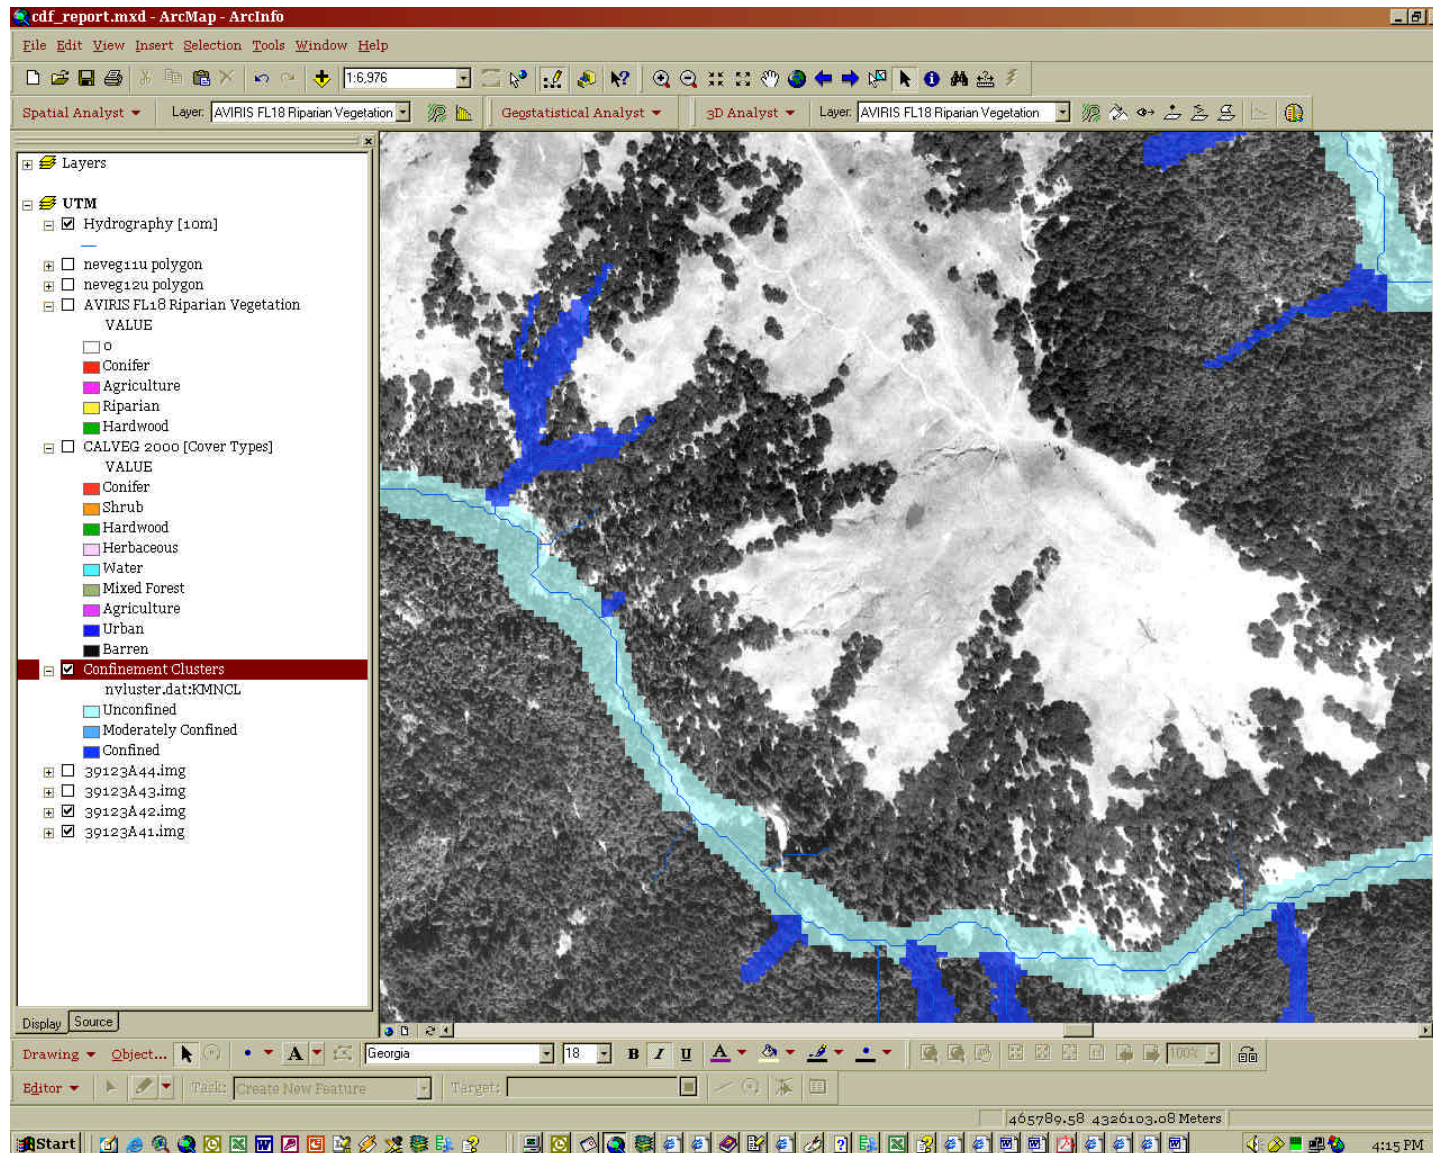 cdf_report.mxd - ArcMap - ArcInfo
File Edit View Insert Selection Tools Window Help
1:6,976
Spatial Analyst Layer: AVIRIS FL18 Riparian Vegetation Geostatistical Analyst 3D Analyst Layer: AVIRIS FL18 Riparian Vegetation
Layers
UTM
Hydrography [10m]
neveg11u polygon
neveg12u polygon
AVIRIS FL18 Riparian Vegetation
VALUE
0
Conifer
Agriculture
Riparian
Hardwood
CALVEG 2000 [Cover Types]
VALUE
Conifer
Shrub
Hardwood
Herbaceous
Water
Mixed Forest
Agriculture
Urban
Barren
Confinement Clusters
nvluster.dat:KMNCL
Unconfined
Moderately Confined
Confined
39123A44.img
39123A43.img
39123A42.img
39123A41.img
Display Source
Drawing Object... A Georgia 18 B I U A 100%
Editor Task: Create New Feature Target:
465789.58 4326103.08 Meters
Start 4:15 PM